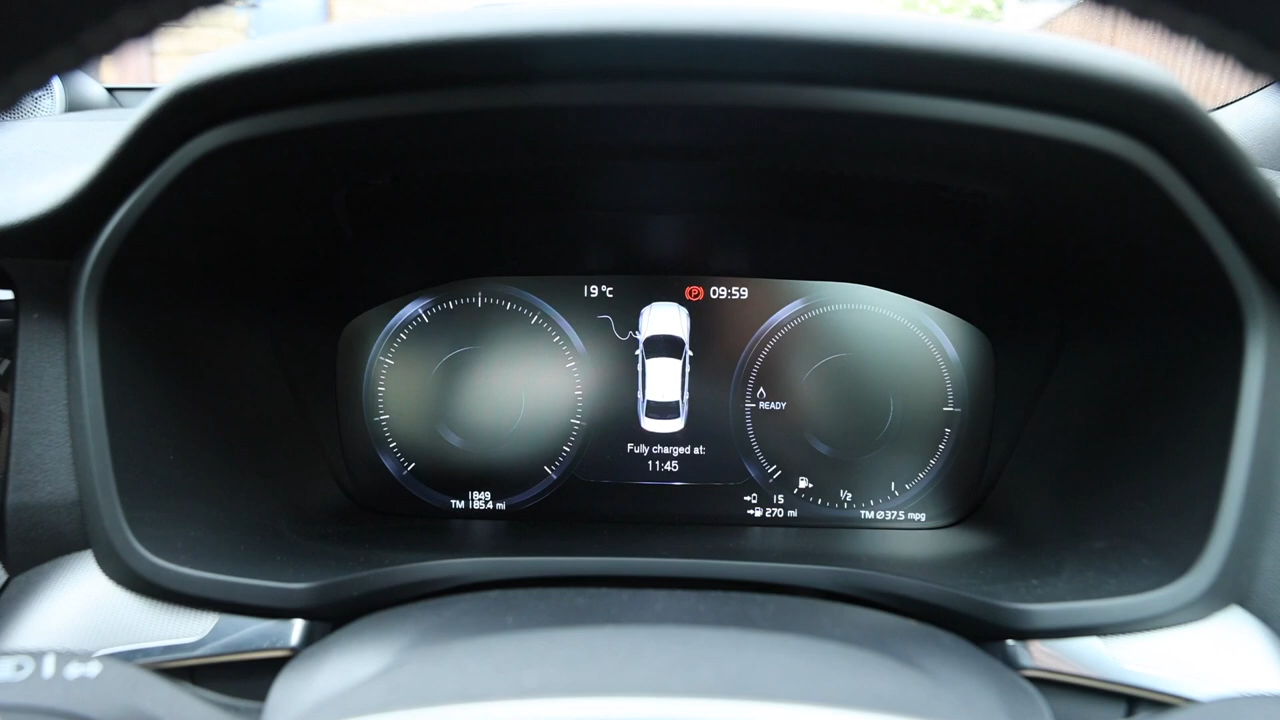 19°C
P 09:59
READY
Fully charged at:
11:45
1849
TM 185.4 mi
1/2
1
15
270 mi
TM Ø37.5 mpg